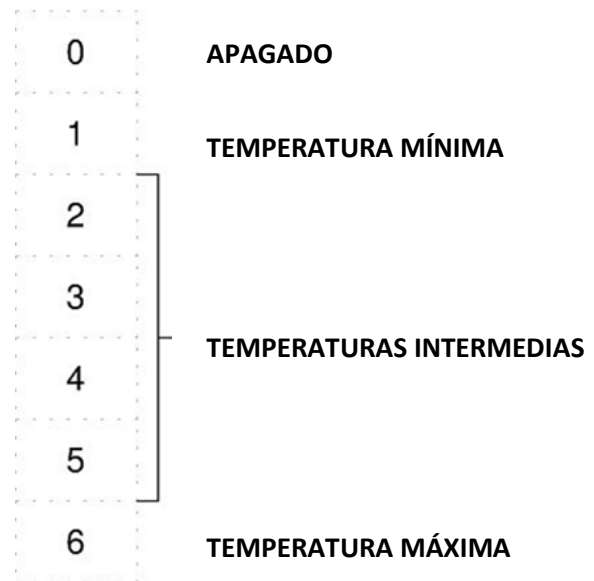 0 APAGADO
1 TEMPERATURA MÍNIMA
2
3
TEMPERATURAS INTERMEDIAS
4
5
6 TEMPERATURA MÁXIMA